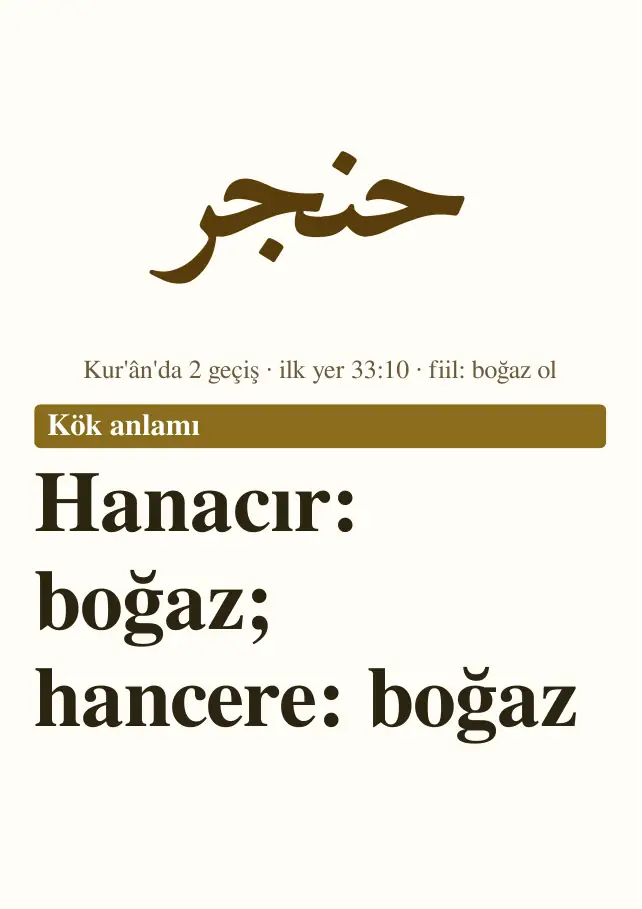 حنجر
Kur'ân'da 2 geçiş · ilk yer 33:10 · fiil: boğaz ol
Kök anlamı
Hanacır:
boğaz;
hancere: boğaz